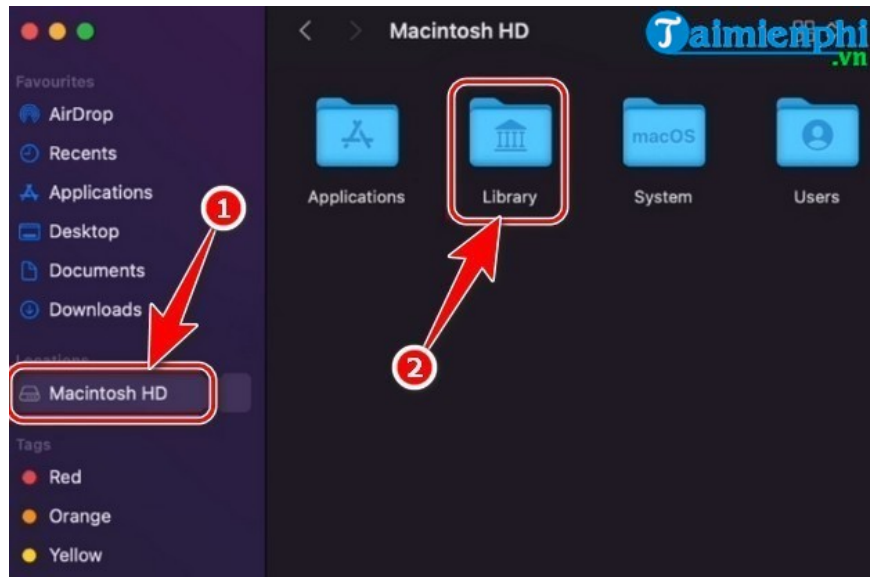 Macintosh HD
Taimienphi
.vn
Favourites
AirDrop
Recents
Applications
Desktop
Documents
Downloads
Locations
Macintosh HD
Tags
Red
Orange
Yellow
1
macOS
Applications
Library
System
Users
2